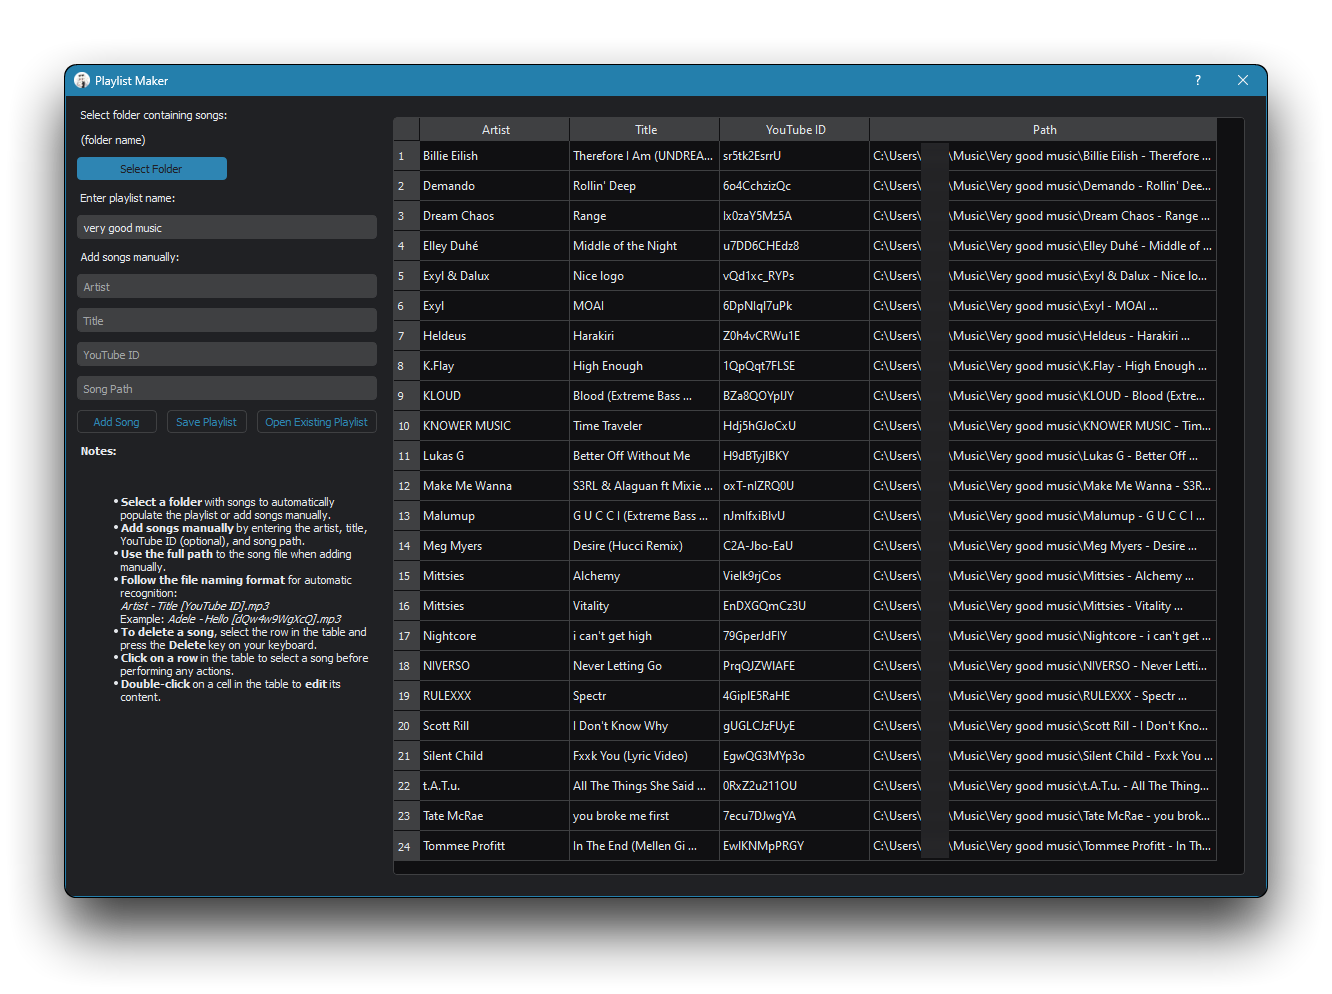 Playlist Maker
?
Select folder containing songs:
(folder name)
Select Folder
Enter playlist name:
very good music
Add songs manually:
Artist
Title
YouTube ID
Song Path
Add Song Save Playlist Open Existing Playlist
Notes:
• Select a folder with songs to automatically
populate the playlist or add songs manually.
• Add songs manually by entering the artist, title,
YouTube ID (optional), and song path.
• Use the full path to the song file when adding
manually.
• Follow the file naming format for automatic
recognition:
Artist - Title [YouTube ID].mp3
Example: Adele - Hello [dQw4w9WgXcQ].mp3
• To delete a song, select the row in the table and
press the Delete key on your keyboard.
• Click on a row in the table to select a song before
performing any actions.
• Double-click on a cell in the table to edit its
content.
Artist Title YouTube ID Path
1 Billie Eilish Therefore I Am (UNDREA... sr5tk2EsrrU C:\Users\ \Music\Very good music\Billie Eilish - Therefore ...
2 Demando Rollin' Deep 6o4CchzizQc C:\Users\ \Music\Very good music\Demando - Rollin' Dee...
3 Dream Chaos Range lx0zaY5Mz5A C:\Users\ \Music\Very good music\Dream Chaos - Range ...
4 Elley Duhé Middle of the Night u7DD6CHEdz8 C:\Users\ \Music\Very good music\Elley Duhé - Middle of ...
5 Exyl & Dalux Nice logo vQd1xc_RYPs C:\Users\ \Music\Very good music\Exyl & Dalux - Nice lo...
6 Exyl MOAI 6DpNIqI7uPk C:\Users\ \Music\Very good music\Exyl - MOAI ...
7 Heldeus Harakiri Z0h4vCRWu1E C:\Users\ \Music\Very good music\Heldeus - Harakiri ...
8 K.Flay High Enough 1QpQqt7FLSE C:\Users\ \Music\Very good music\K.Flay - High Enough ...
9 KLOUD Blood (Extreme Bass ... BZa8QOYpIJY C:\Users\ \Music\Very good music\KLOUD - Blood (Extre...
10 KNOWER MUSIC Time Traveler Hdj5hGJoCxU C:\Users\ \Music\Very good music\KNOWER MUSIC - Tim...
11 Lukas G Better Off Without Me H9dBTyjlBKY C:\Users\ \Music\Very good music\Lukas G - Better Off ...
12 Make Me Wanna S3RL & Alaguan ft Mixie ... oxT-nlZRQ0U C:\Users\ \Music\Very good music\Make Me Wanna - S3R...
13 Malumup G U C C I (Extreme Bass ... nJmlfxiBlvU C:\Users\ \Music\Very good music\Malumup - G U C C I ...
14 Meg Myers Desire (Hucci Remix) C2A-Jbo-EaU C:\Users\ \Music\Very good music\Meg Myers - Desire ...
15 Mittsies Alchemy Vielk9rjCos C:\Users\ \Music\Very good music\Mittsies - Alchemy ...
16 Mittsies Vitality EnDXGQmCz3U C:\Users\ \Music\Very good music\Mittsies - Vitality ...
17 Nightcore i can't get high 79GperJdFlY C:\Users\ \Music\Very good music\Nightcore - i can't get ...
18 NIVERSO Never Letting Go PrqQJZWIAFE C:\Users\ \Music\Very good music\NIVERSO - Never Letti...
19 RULEXXX Spectr 4GipIE5RaHE C:\Users\ \Music\Very good music\RULEXXX - Spectr ...
20 Scott Rill I Don't Know Why gUGLCJzFUyE C:\Users\ \Music\Very good music\Scott Rill - I Don't Kno...
21 Silent Child Fxxk You (Lyric Video) EgwQG3MYp3o C:\Users\ \Music\Very good music\Silent Child - Fxxk You ...
22 t.A.T.u. All The Things She Said ... 0RxZ2u211OU C:\Users\ \Music\Very good music\t.A.T.u. - All The Thing...
23 Tate McRae you broke me first 7ecu7DJwgYA C:\Users\ \Music\Very good music\Tate McRae - you brok...
24 Tommee Profitt In The End (Mellen Gi ... EwIKNMpPRGY C:\Users\ \Music\Very good music\Tommee Profitt - In Th...